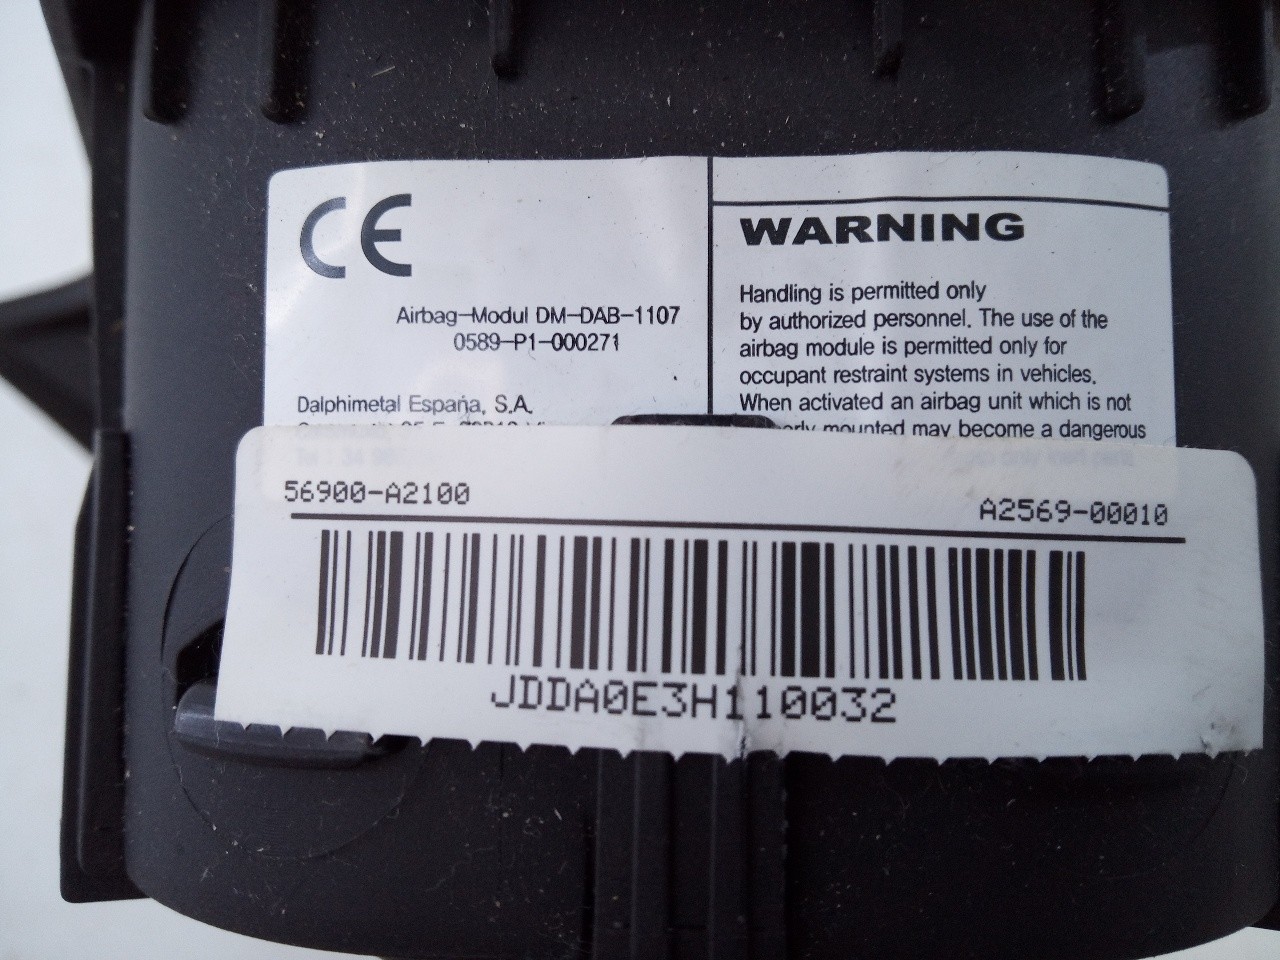 CE
Airbag-Modul DM-DAB-1107
0589-P1-000271
Dalphimetal España, S.A.
WARNING
Handling is permitted only
by authorized personnel. The use of the
airbag module is permitted only for
occupant restraint systems in vehicles.
When activated an airbag unit which is not
mounted may become a dangerous
56900-A2100
A2569-00010
JDDA0E3H110032